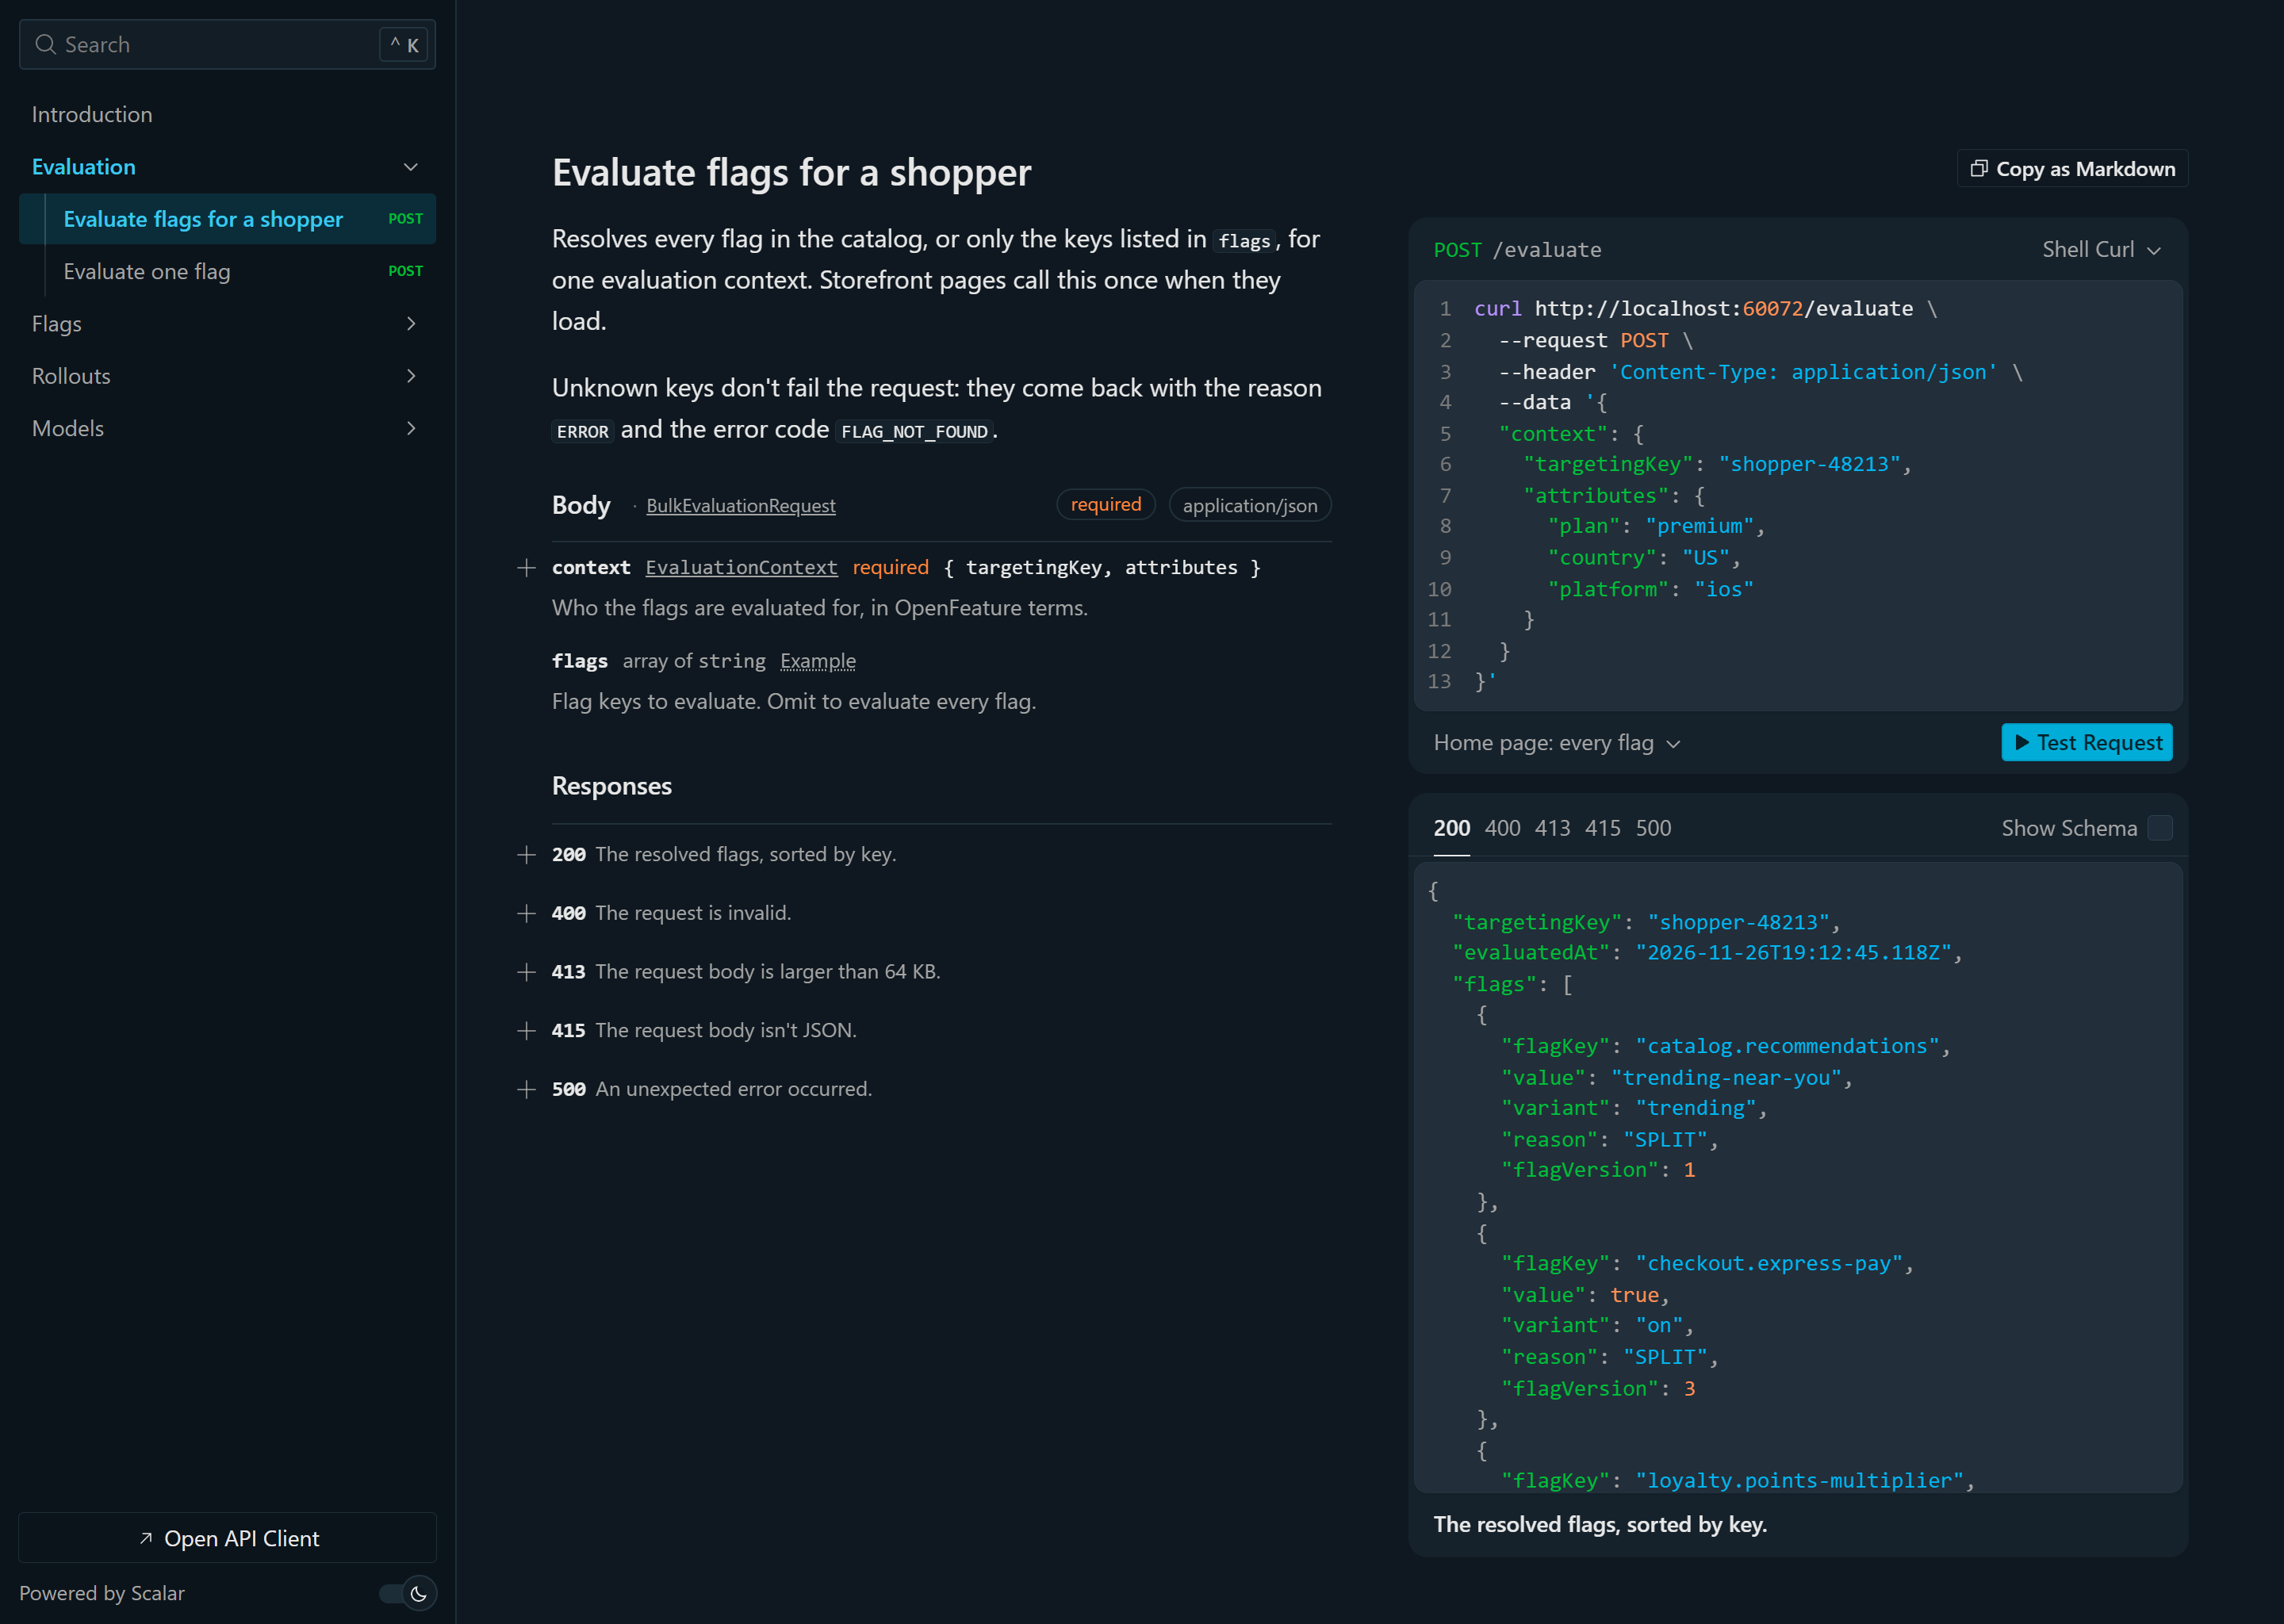 Search
^ K
Introduction
Evaluation
Evaluate flags for a shopper POST
Evaluate one flag POST
Flags
Rollouts
Models
Open API Client
Powered by Scalar
Evaluate flags for a shopper
Resolves every flag in the catalog, or only the keys listed in flags, for
one evaluation context. Storefront pages call this once when they
load.
Unknown keys don't fail the request: they come back with the reason
ERROR and the error code FLAG_NOT_FOUND.
Body · BulkEvaluationRequest required application/json
context EvaluationContext required { targetingKey, attributes }
Who the flags are evaluated for, in OpenFeature terms.
flags array of string Example
Flag keys to evaluate. Omit to evaluate every flag.
Responses
200 The resolved flags, sorted by key.
400 The request is invalid.
413 The request body is larger than 64 KB.
415 The request body isn't JSON.
500 An unexpected error occurred.
Copy as Markdown
POST /evaluate Shell Curl
1 curl http://localhost:60072/evaluate \
2 --request POST \
3 --header 'Content-Type: application/json' \
4 --data '{
5 "context": {
6 "targetingKey": "shopper-48213",
7 "attributes": {
8 "plan": "premium",
9 "country": "US",
10 "platform": "ios"
11 }
12 }
13 }'
Home page: every flag Test Request
200 400 413 415 500 Show Schema
{
"targetingKey": "shopper-48213",
"evaluatedAt": "2026-11-26T19:12:45.118Z",
"flags": [
{
"flagKey": "catalog.recommendations",
"value": "trending-near-you",
"variant": "trending",
"reason": "SPLIT",
"flagVersion": 1
},
{
"flagKey": "checkout.express-pay",
"value": true,
"variant": "on",
"reason": "SPLIT",
"flagVersion": 3
},
{
"flagKey": "loyalty.points-multiplier",
The resolved flags, sorted by key.